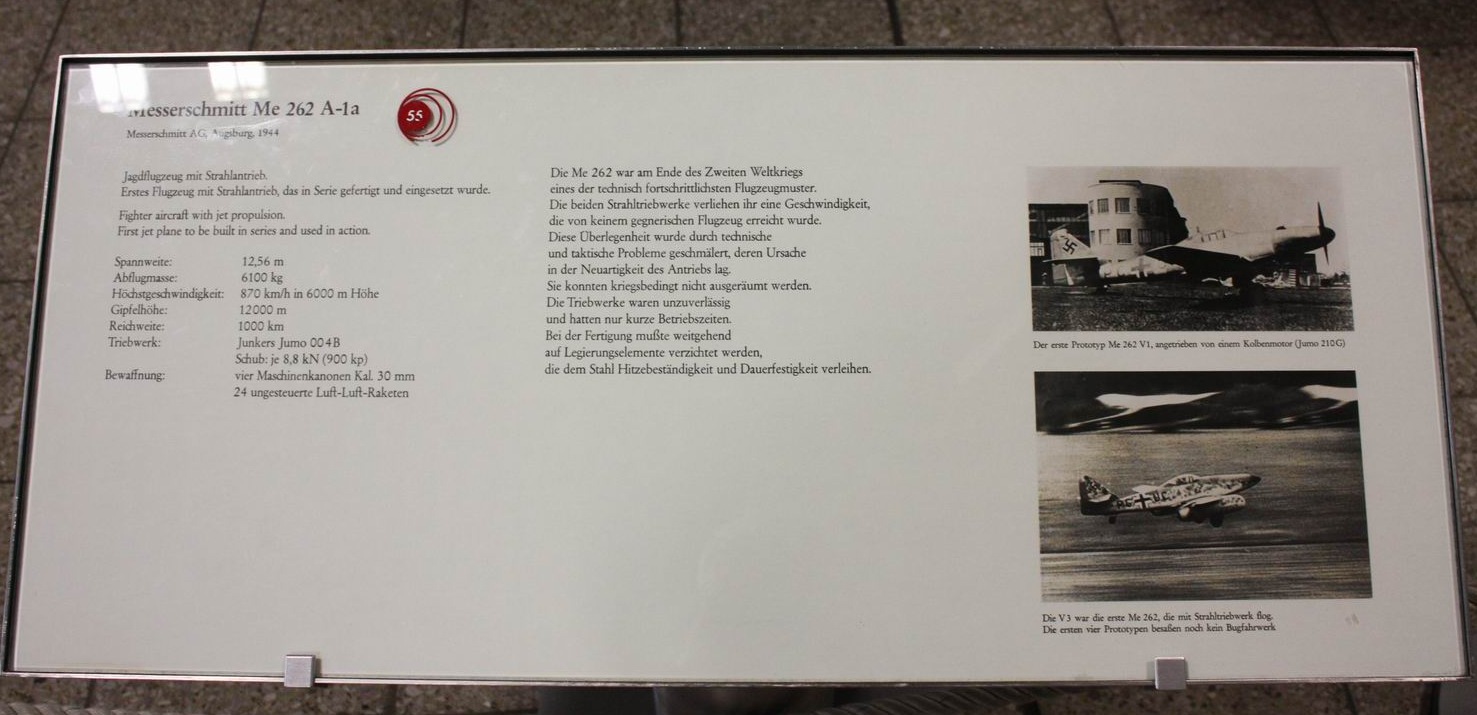 Messerschmitt Me 262 A-1a
55
Messerschmitt AG, Augsburg, 1944
Jagdflugzeug mit Strahlantrieb.
Erstes Flugzeug mit Strahlantrieb, das in Serie gefertigt und eingesetzt wurde.
Fighter aircraft with jet propulsion.
First jet plane to be built in series and used in action.
Spannweite: 12,56 m
Abflugmasse: 6100 kg
Höchstgeschwindigkeit: 870 km/h in 6000 m Höhe
Gipfelhöhe: 12000 m
Reichweite: 1000 km
Triebwerk: Junkers Jumo 004B
Schub: je 8,8 kN (900 kp)
Bewaffnung: vier Maschinenkanonen Kal. 30 mm
24 ungesteuerte Luft-Luft-Raketen
Die Me 262 war am Ende des Zweiten Weltkriegs
eines der technisch fortschrittlichsten Flugzeugmuster.
Die beiden Strahltriebwerke verliehen ihr eine Geschwindigkeit,
die von keinem gegnerischen Flugzeug erreicht wurde.
Diese Überlegenheit wurde durch technische
und taktische Probleme geschmälert, deren Ursache
in der Neuartigkeit des Antriebs lag.
Sie konnten kriegsbedingt nicht ausgeräumt werden.
Die Triebwerke waren unzuverlässig
und hatten nur kurze Betriebszeiten.
Bei der Fertigung mußte weitgehend
auf Legierungselemente verzichtet werden,
die dem Stahl Hitzebeständigkeit und Dauerfestigkeit verleihen.
Der erste Prototyp Me 262 V1, angetrieben von einem Kolbenmotor (Jumo 210G)
Die V3 war die erste Me 262, die mit Strahltriebwerk flog.
Die ersten vier Prototypen besaßen noch kein Bugfahrwerk